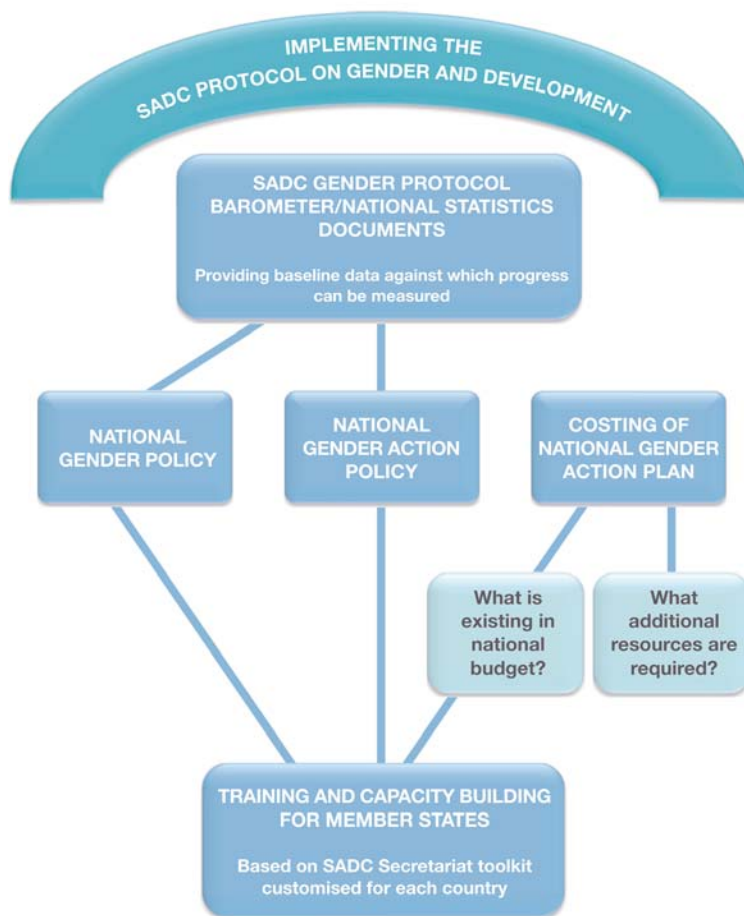 IMPLEMENTING THE
SADC PROTOCOL ON GENDER AND DEVELOPMENT
SADC GENDER PROTOCOL
BAROMETER/NATIONAL STATISTICS
DOCUMENTS
Providing baseline data against which progress
can be measured
NATIONAL
GENDER POLICY
NATIONAL
GENDER ACTION
POLICY
COSTING OF
NATIONAL GENDER
ACTION PLAN
What is
existing in
national
budget?
What
additional
resources are
required?
TRAINING AND CAPACITY BUILDING
FOR MEMBER STATES
Based on SADC Secretariat toolkit
customised for each country